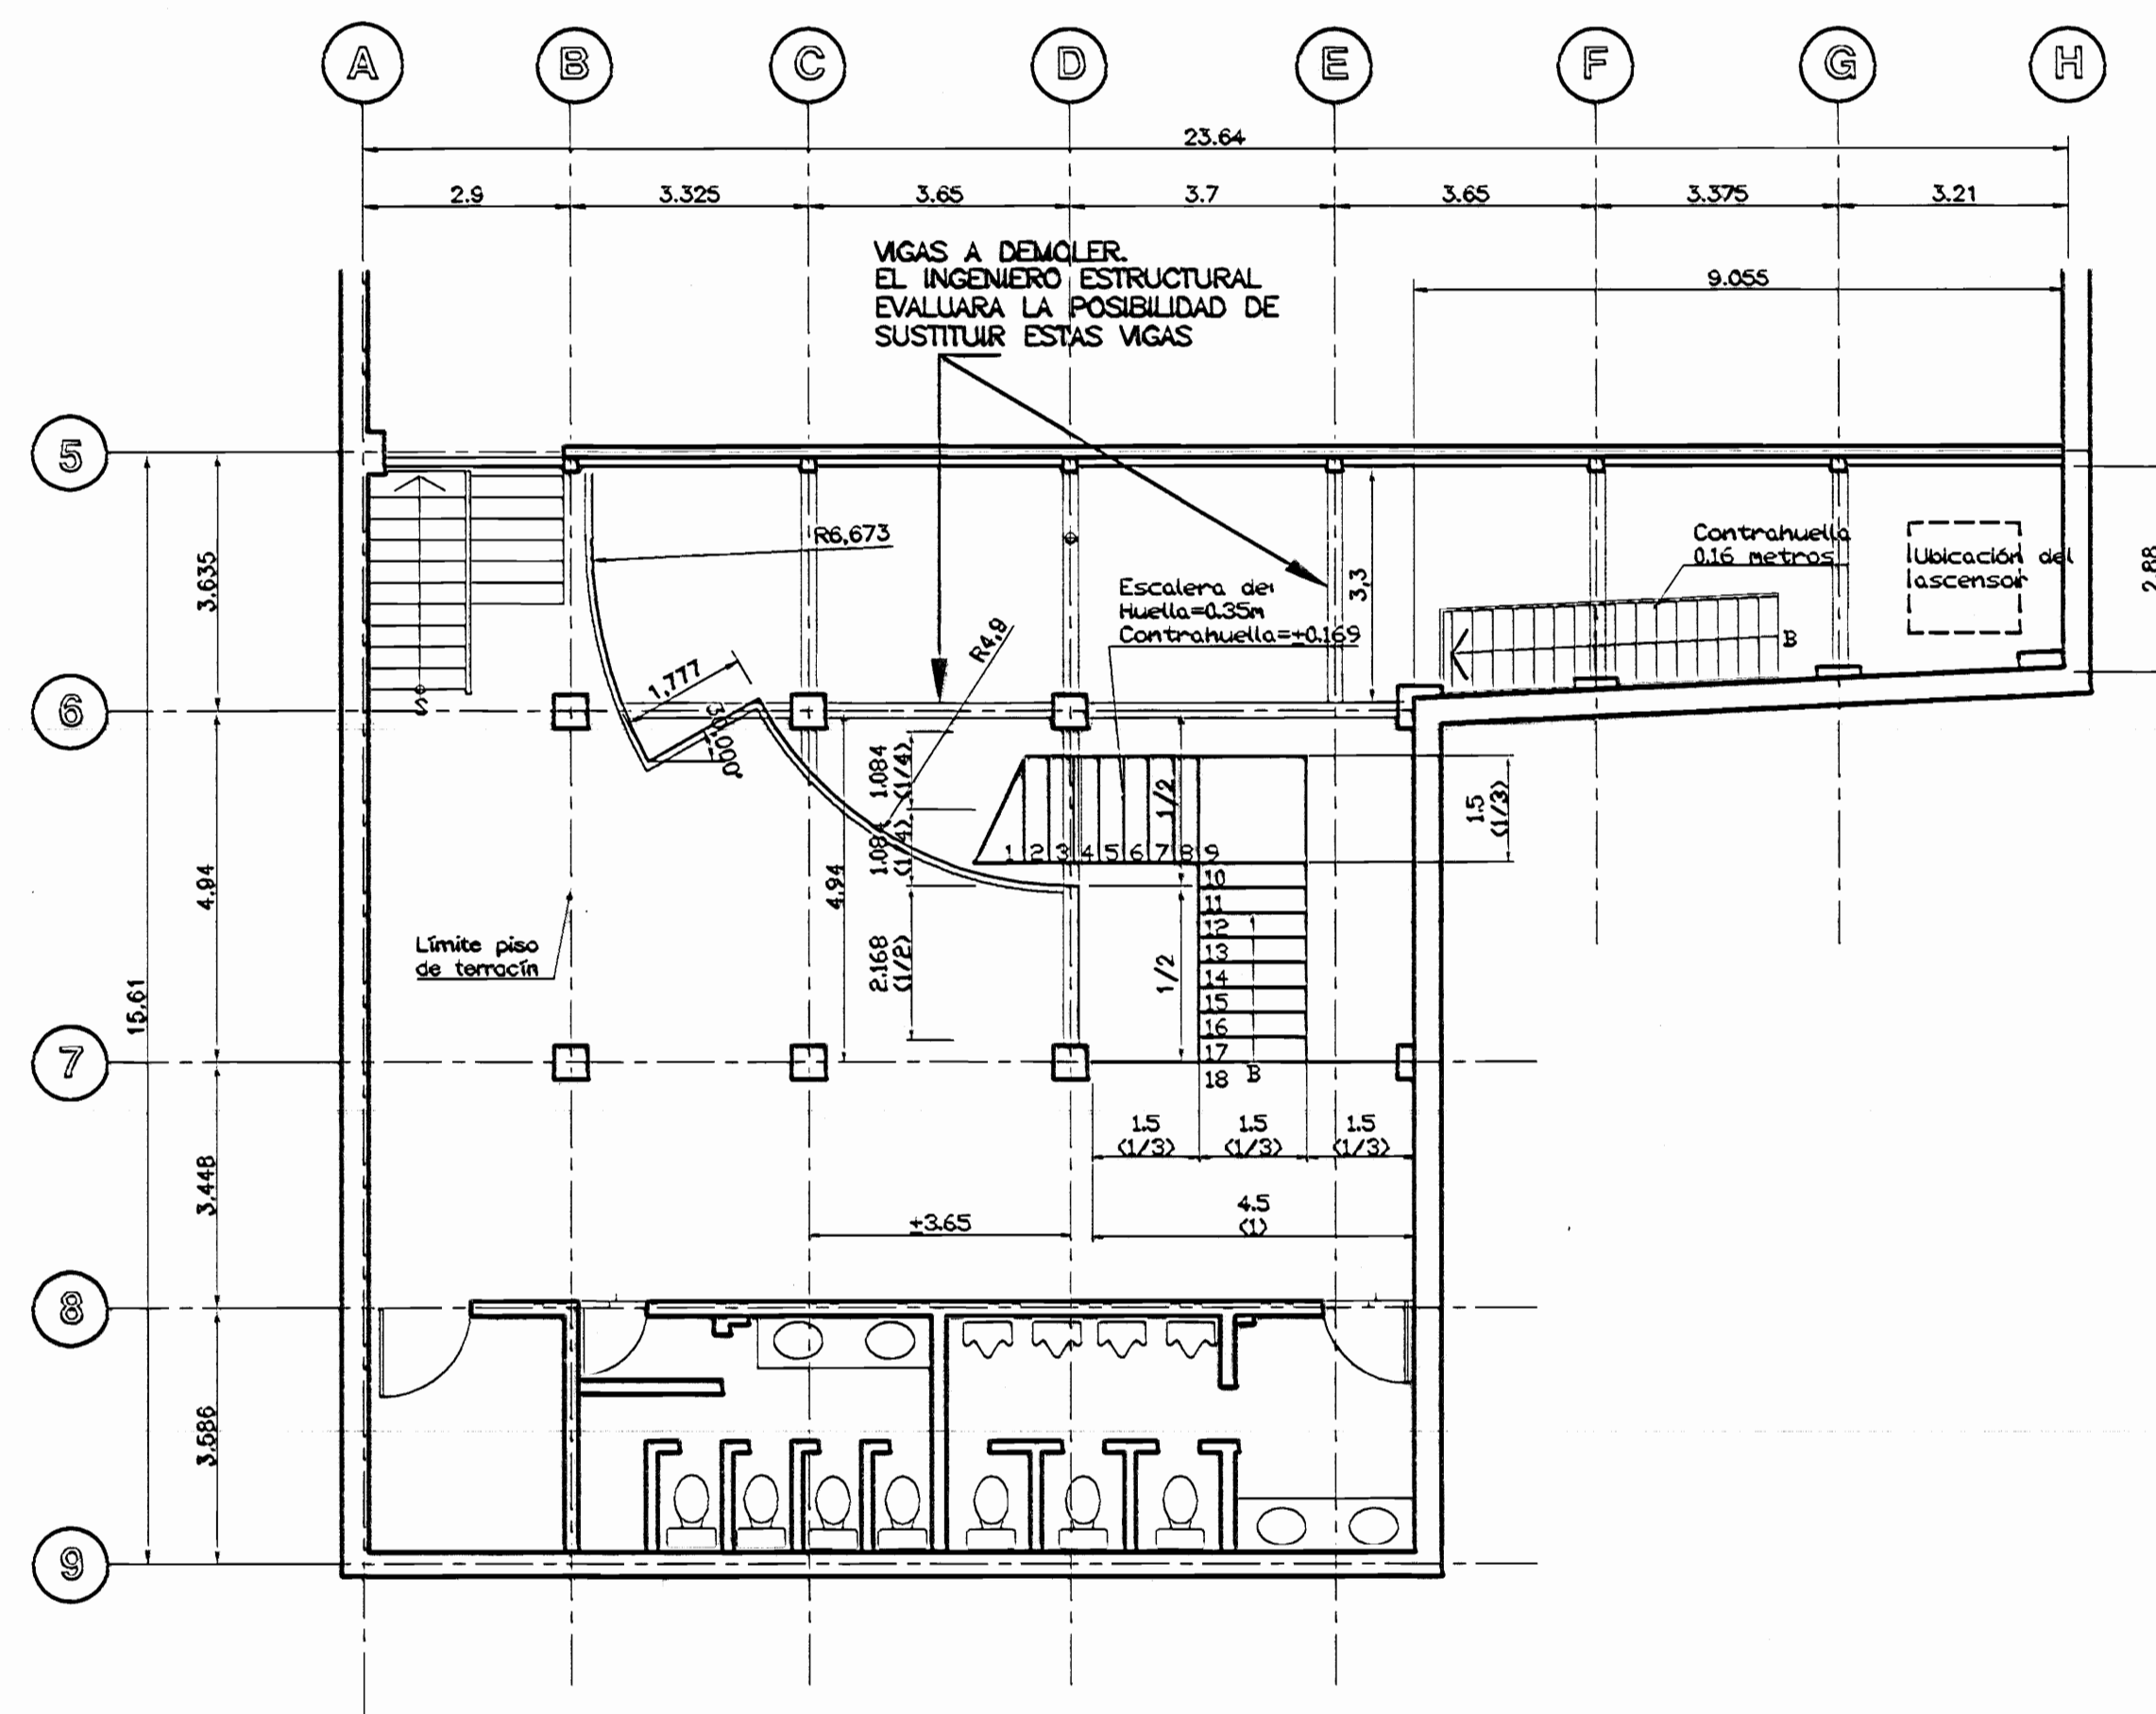 A B C D E F G H
23.64
2.9 3.325 3.65 3.7 3.65 3.375 3.21
VIGAS A DEMOLER.
EL INGENIERO ESTRUCTURAL
EVALUARA LA POSIBILIDAD DE
SUSTITUIR ESTAS VIGAS
9.055
5
R6,673
Contrahuella
0.16 metros
Ubicación del
ascensor
2.88
3.635
3,3
Escalera de:
Huella=0.35m
Contrahuella=±0.169
R4,9
B
1,777
S
6
30,000°
1.084
(1/4)
1/2
1.5
(1/3)
1.084
(1/4)
1 2 3 4 5 6 7 8 9
10
11
12
13
14
15
16
17
18 B
4.94
4.94
Límite piso
de terracín
2.168
(1/2)
1/2
15,61
7
1.5 1.5 1.5
(1/3) (1/3) (1/3)
3,448
±3.65
4.5
(1)
8
3,586
9